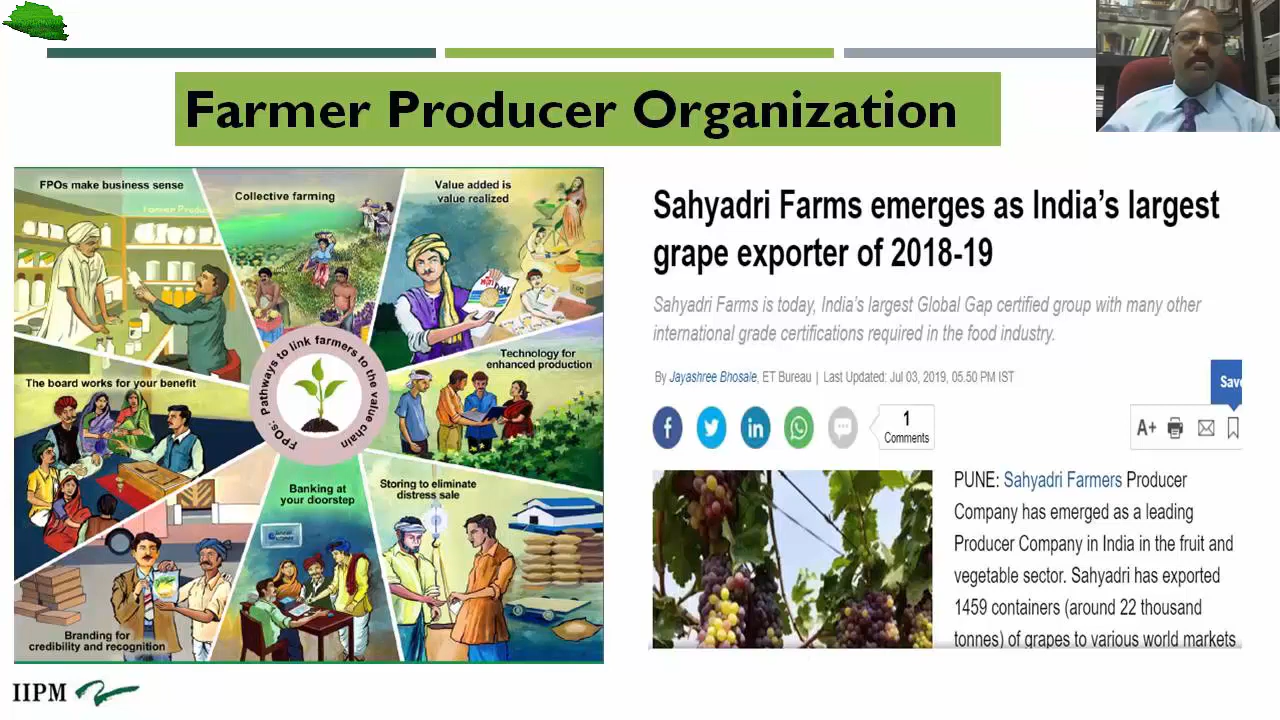 Farmer Producer Organization
FPOs make business sense
Collective farming
Value added is
value realized
Farmer Produ
Technology for
enhanced production
The board works for your benefit
FPOs: Pathways to link farmers to the value chain
Banking at
your doorstep
Storing to eliminate
distress sale
Branding for
credibility and recognition
Sahyadri Farms emerges as India's largest
grape exporter of 2018-19
Sahyadri Farms is today, India's largest Global Gap certified group with many other
international grade certifications required in the food industry.
By Jayashree Bhosale, ET Bureau | Last Updated: Jul 03, 2019, 05.50 PM IST
Save
1
Comments
A+
PUNE: Sahyadri Farmers Producer
Company has emerged as a leading
Producer Company in India in the fruit and
vegetable sector. Sahyadri has exported
1459 containers (around 22 thousand
tonnes) of grapes to various world markets
IIPM